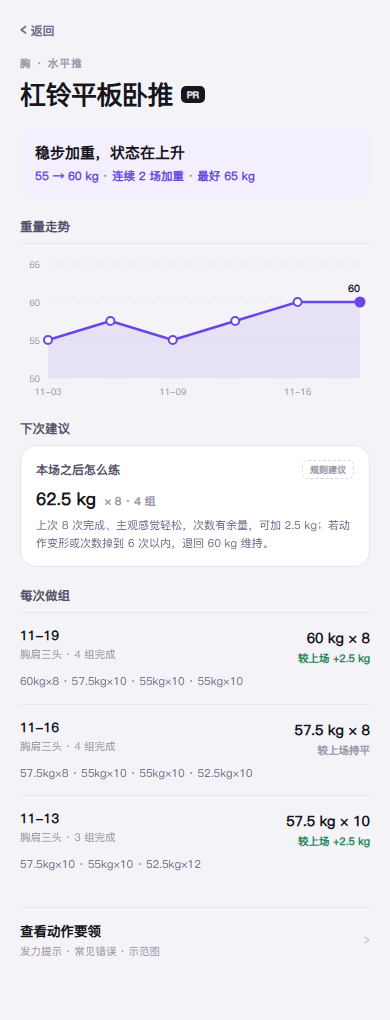 返回
胸 · 水平推
杠铃平板卧推 PR
稳步加重，状态在上升
55 → 60 kg · 连续 2 场加重 · 最好 65 kg
重量走势
65
60
60
55
50
11-03 11-09 11-16
下次建议
本场之后怎么练 规则建议
62.5 kg × 8 · 4 组
上次 8 次完成、主观感觉轻松，次数有余量，可加 2.5 kg；若动
作变形或次数掉到 6 次以内，退回 60 kg 维持。
每次做组
11-19 60 kg × 8
胸肩三头 · 4 组完成 较上场 +2.5 kg
60kg×8 · 57.5kg×10 · 55kg×10 · 55kg×10
11-16 57.5 kg × 8
胸肩三头 · 4 组完成 较上场持平
57.5kg×8 · 55kg×10 · 55kg×10 · 52.5kg×10
11-13 57.5 kg × 10
胸肩三头 · 3 组完成 较上场 +2.5 kg
57.5kg×10 · 55kg×10 · 52.5kg×12
查看动作要领
发力提示 · 常见错误 · 示范图